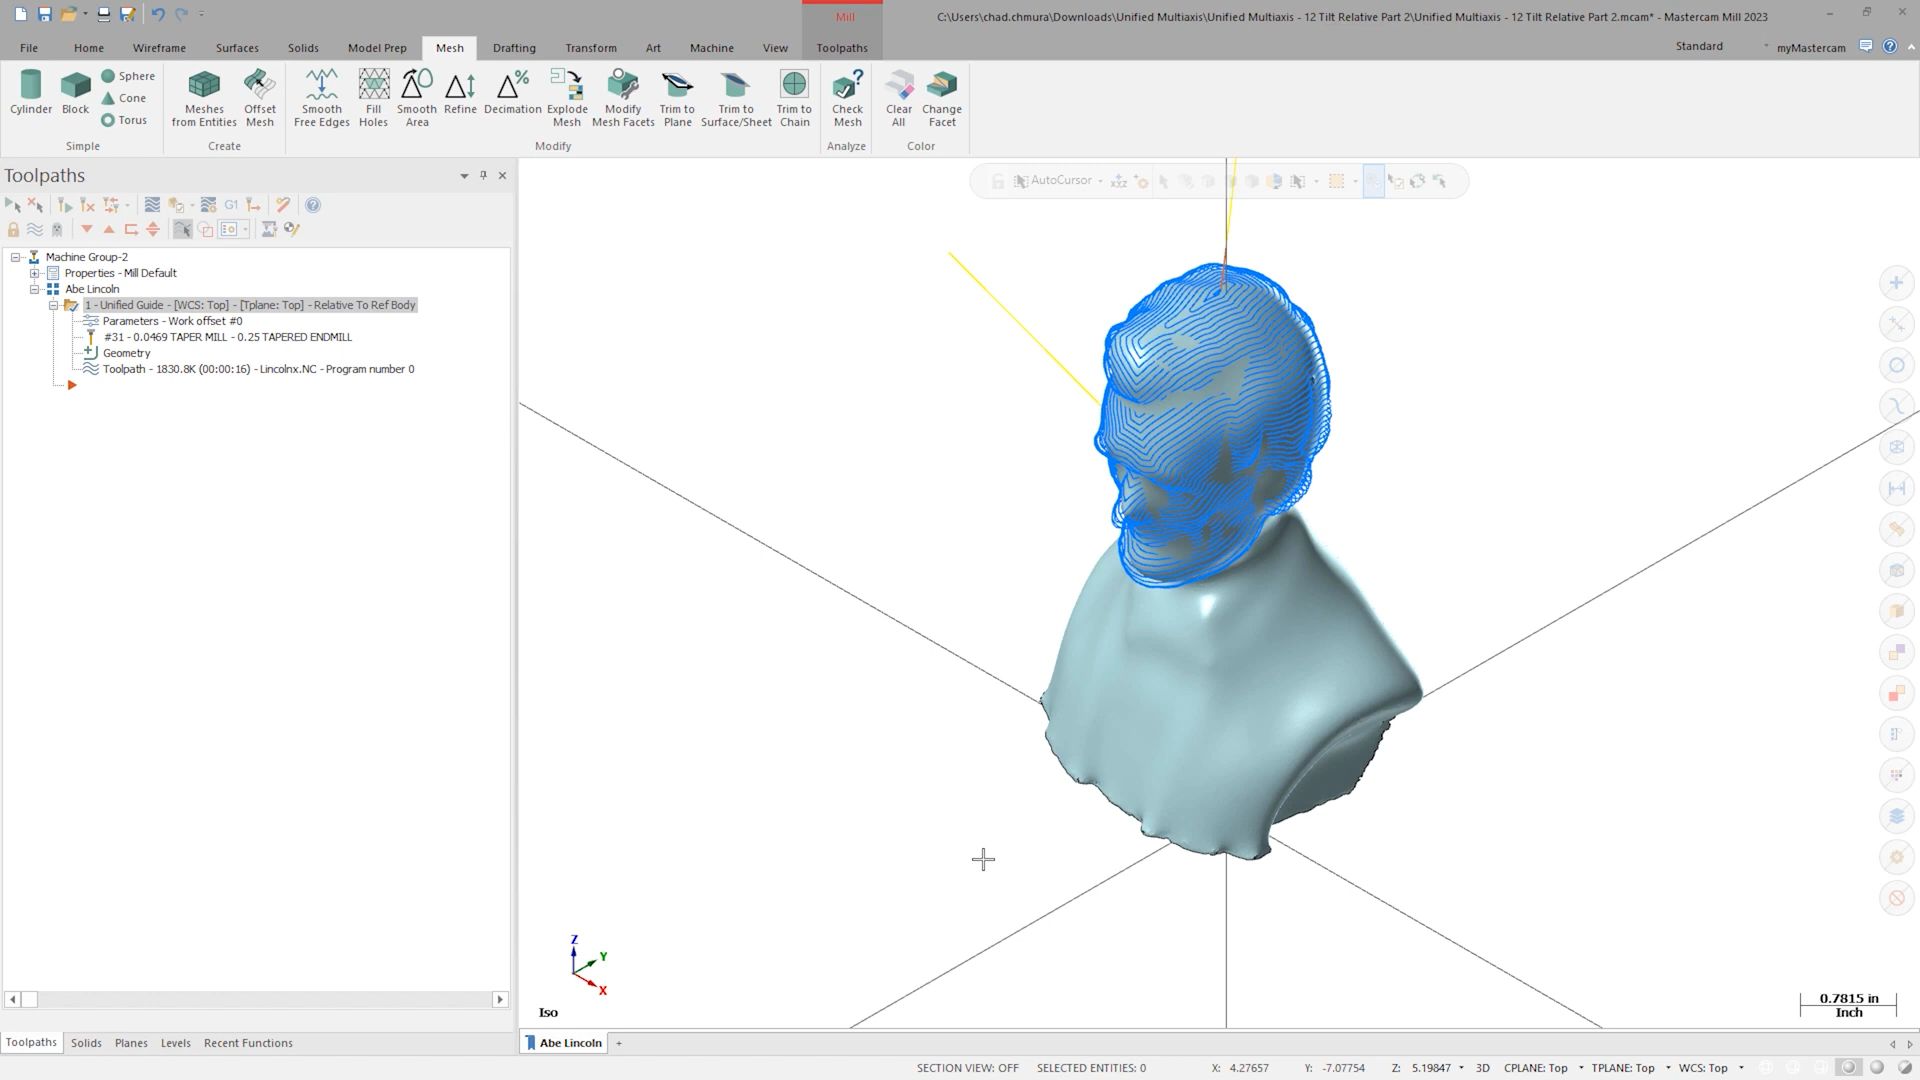 Mill
C:\Users\chad.chmura\Downloads\Unified Multiaxis\Unified Multiaxis - 12 Tilt Relative Part 2\Unified Multiaxis - 12 Tilt Relative Part 2.mcam* - Mastercam Mill 2023
File Home Wireframe Surfaces Solids Model Prep Mesh Drafting Transform Art Machine View Toolpaths Standard myMastercam
Cylinder Block Sphere Cone Torus
Simple
Meshes from Entities Offset Mesh
Create
Smooth Free Edges Fill Holes Smooth Area Refine Decimation Explode Mesh Modify Mesh Facets Trim to Plane Trim to Surface/Sheet Trim to Chain
Modify
Check Mesh
Analyze
Clear All Change Facet
Color
Toolpaths
AutoCursor
G1
Machine Group-2
Properties - Mill Default
Abe Lincoln
1 - Unified Guide - [WCS: Top] - [Tplane: Top] - Relative To Ref Body
Parameters - Work offset #0
#31 - 0.0469 TAPER MILL - 0.25 TAPERED ENDMILL
Geometry
Toolpath - 1830.8K (00:00:16) - Lincolnx.NC - Program number 0
Z
Y
X
Iso
0.7815 in
Inch
Toolpaths Solids Planes Levels Recent Functions
Abe Lincoln +
SECTION VIEW: OFF SELECTED ENTITIES: 0 X: 4.27657 Y: -7.07754 Z: 5.19847 3D CPLANE: Top TPLANE: Top WCS: Top